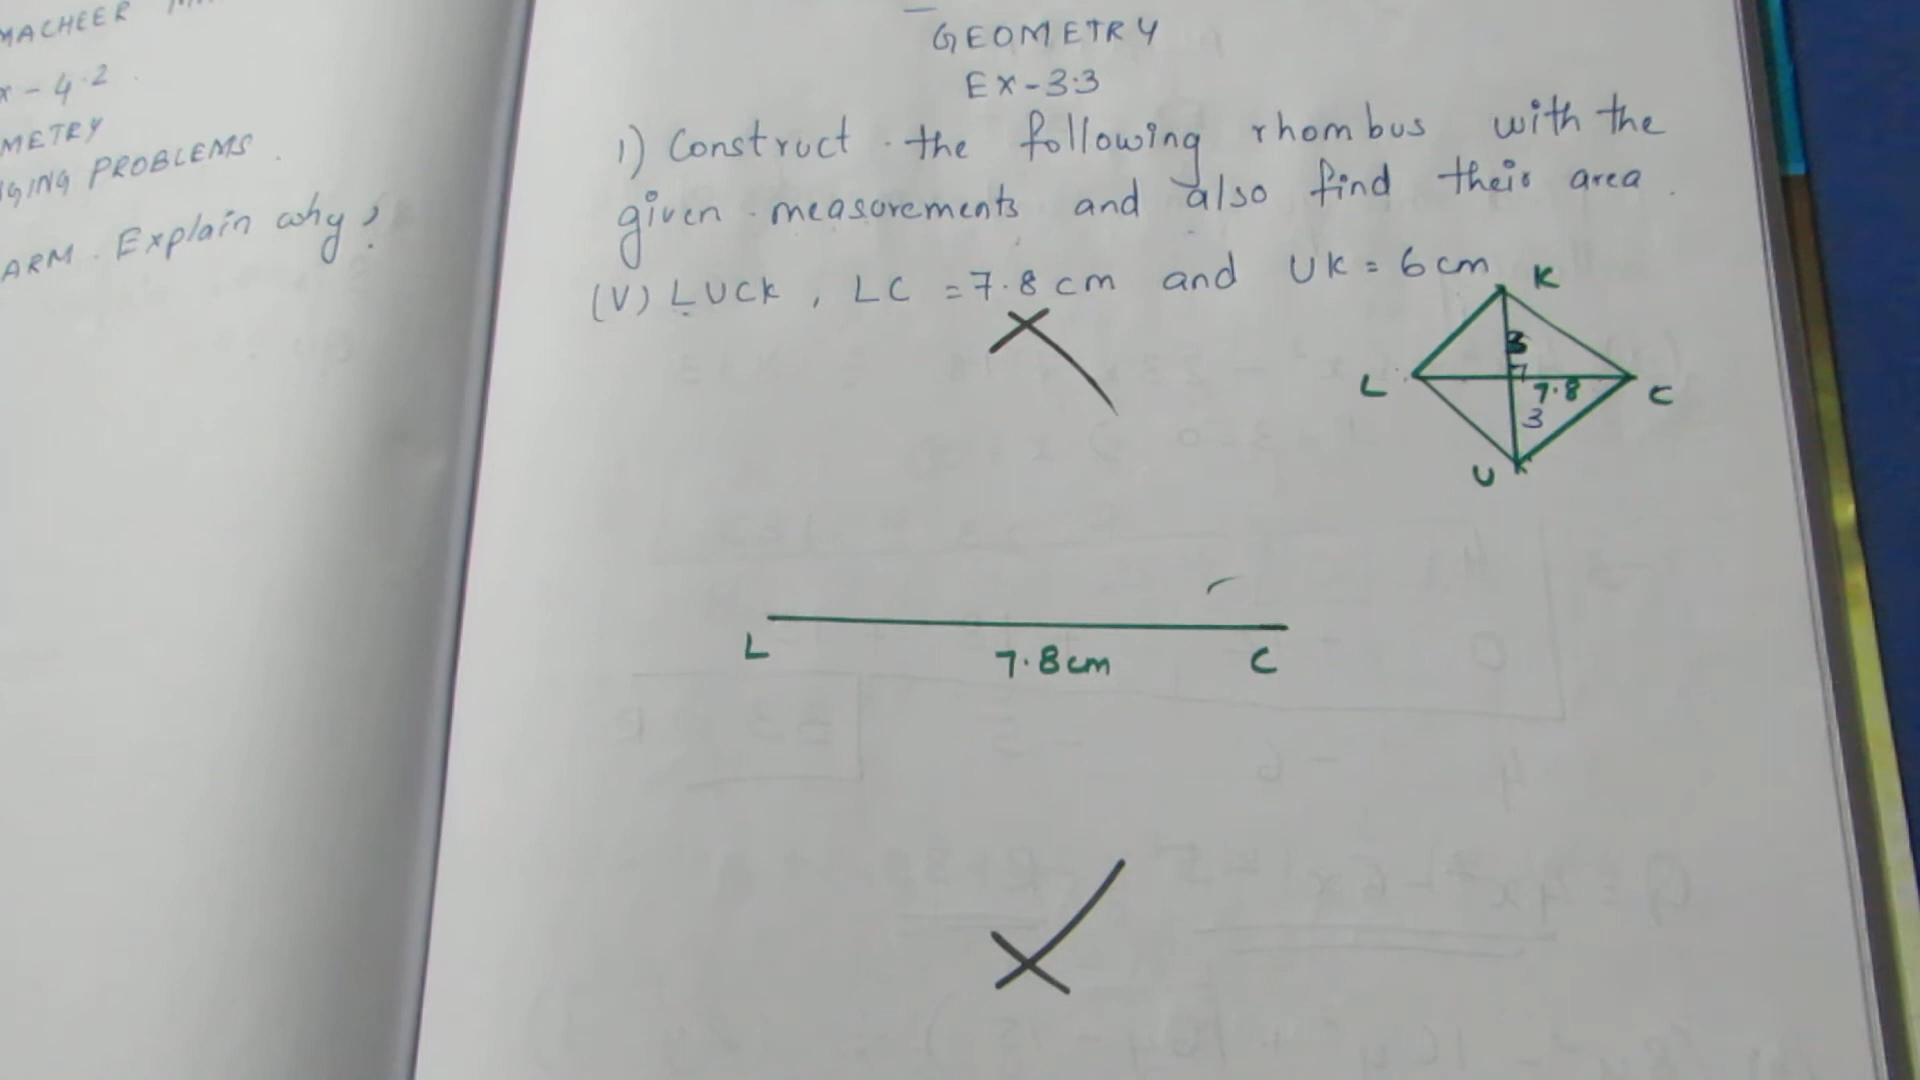 MACHEER
x-4.2
METRY
GING PROBLEMS
ARM. Explain why?
GEOMETRY
EX-3.3
1) Construct the following rhombus with the
given measurements and also find their area.
(V) LUCK, LC = 7.8 cm and UK = 6 cm
K
3
L
7.8
C
3
U
L
7.8cm
C